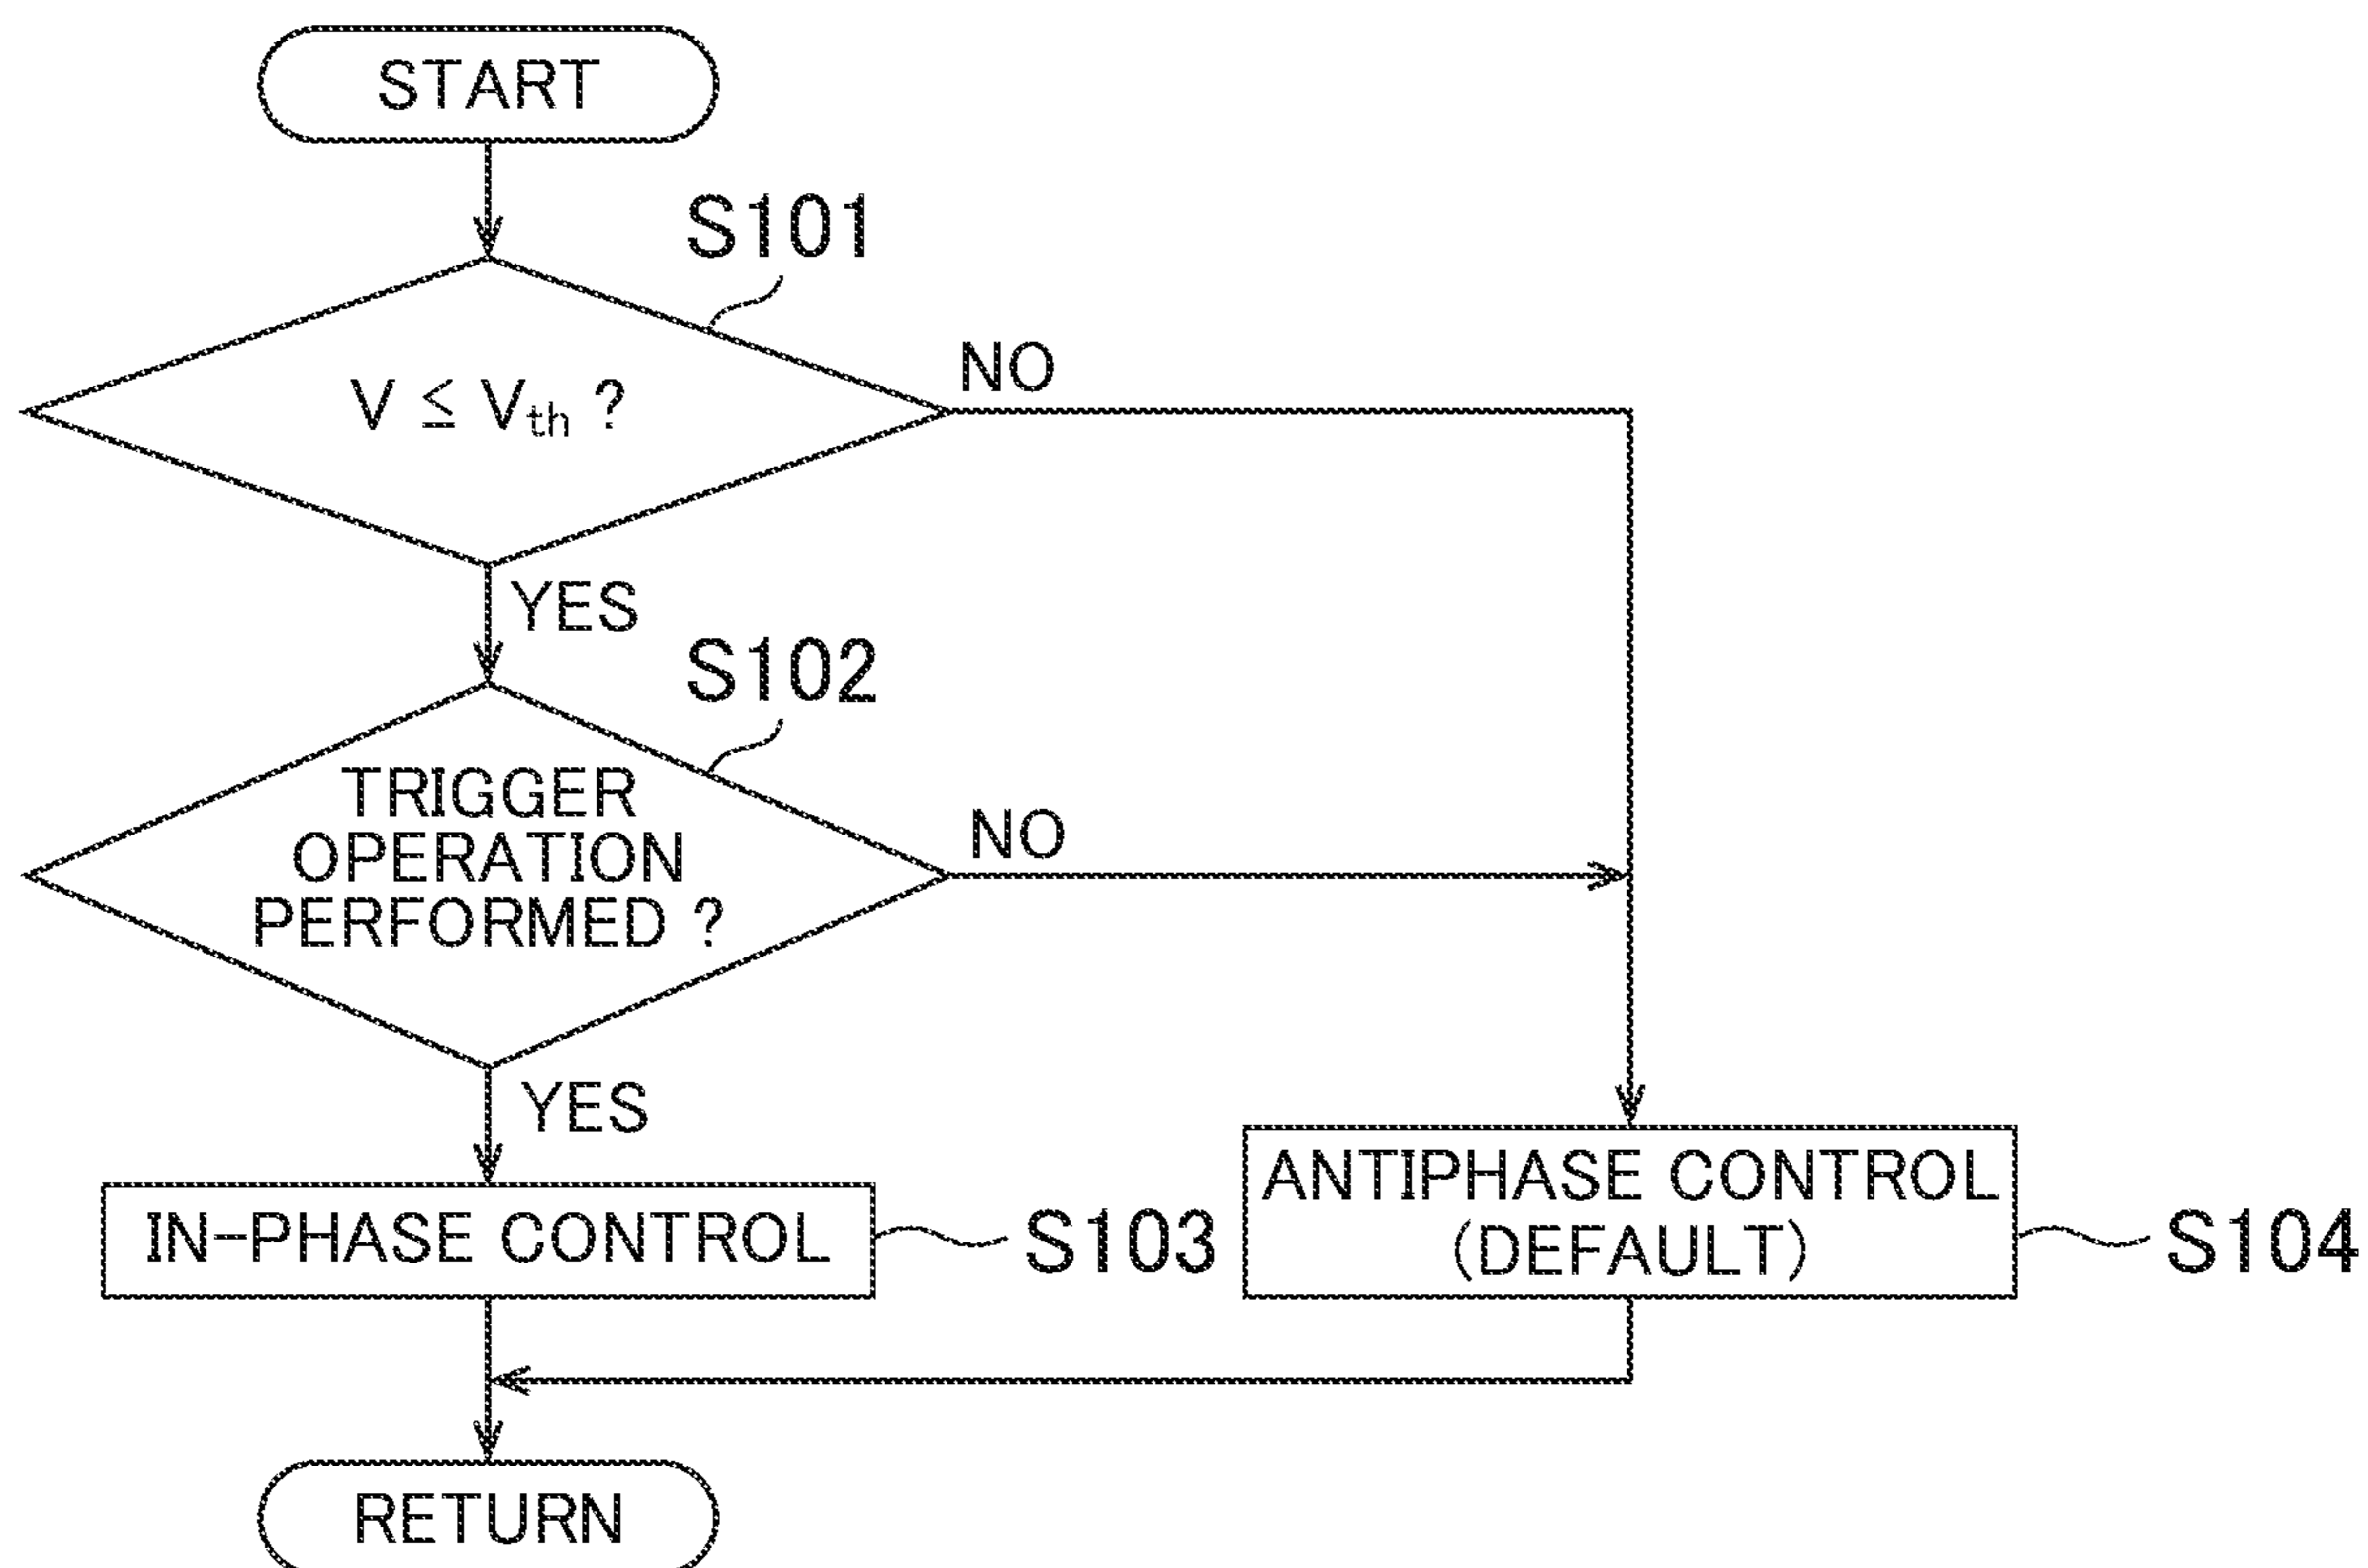 START
S101
V ≤ Vth ?
NO
YES
S102
TRIGGER
OPERATION
PERFORMED ?
NO
YES
IN-PHASE CONTROL
S103
ANTIPHASE CONTROL
(DEFAULT)
S104
RETURN